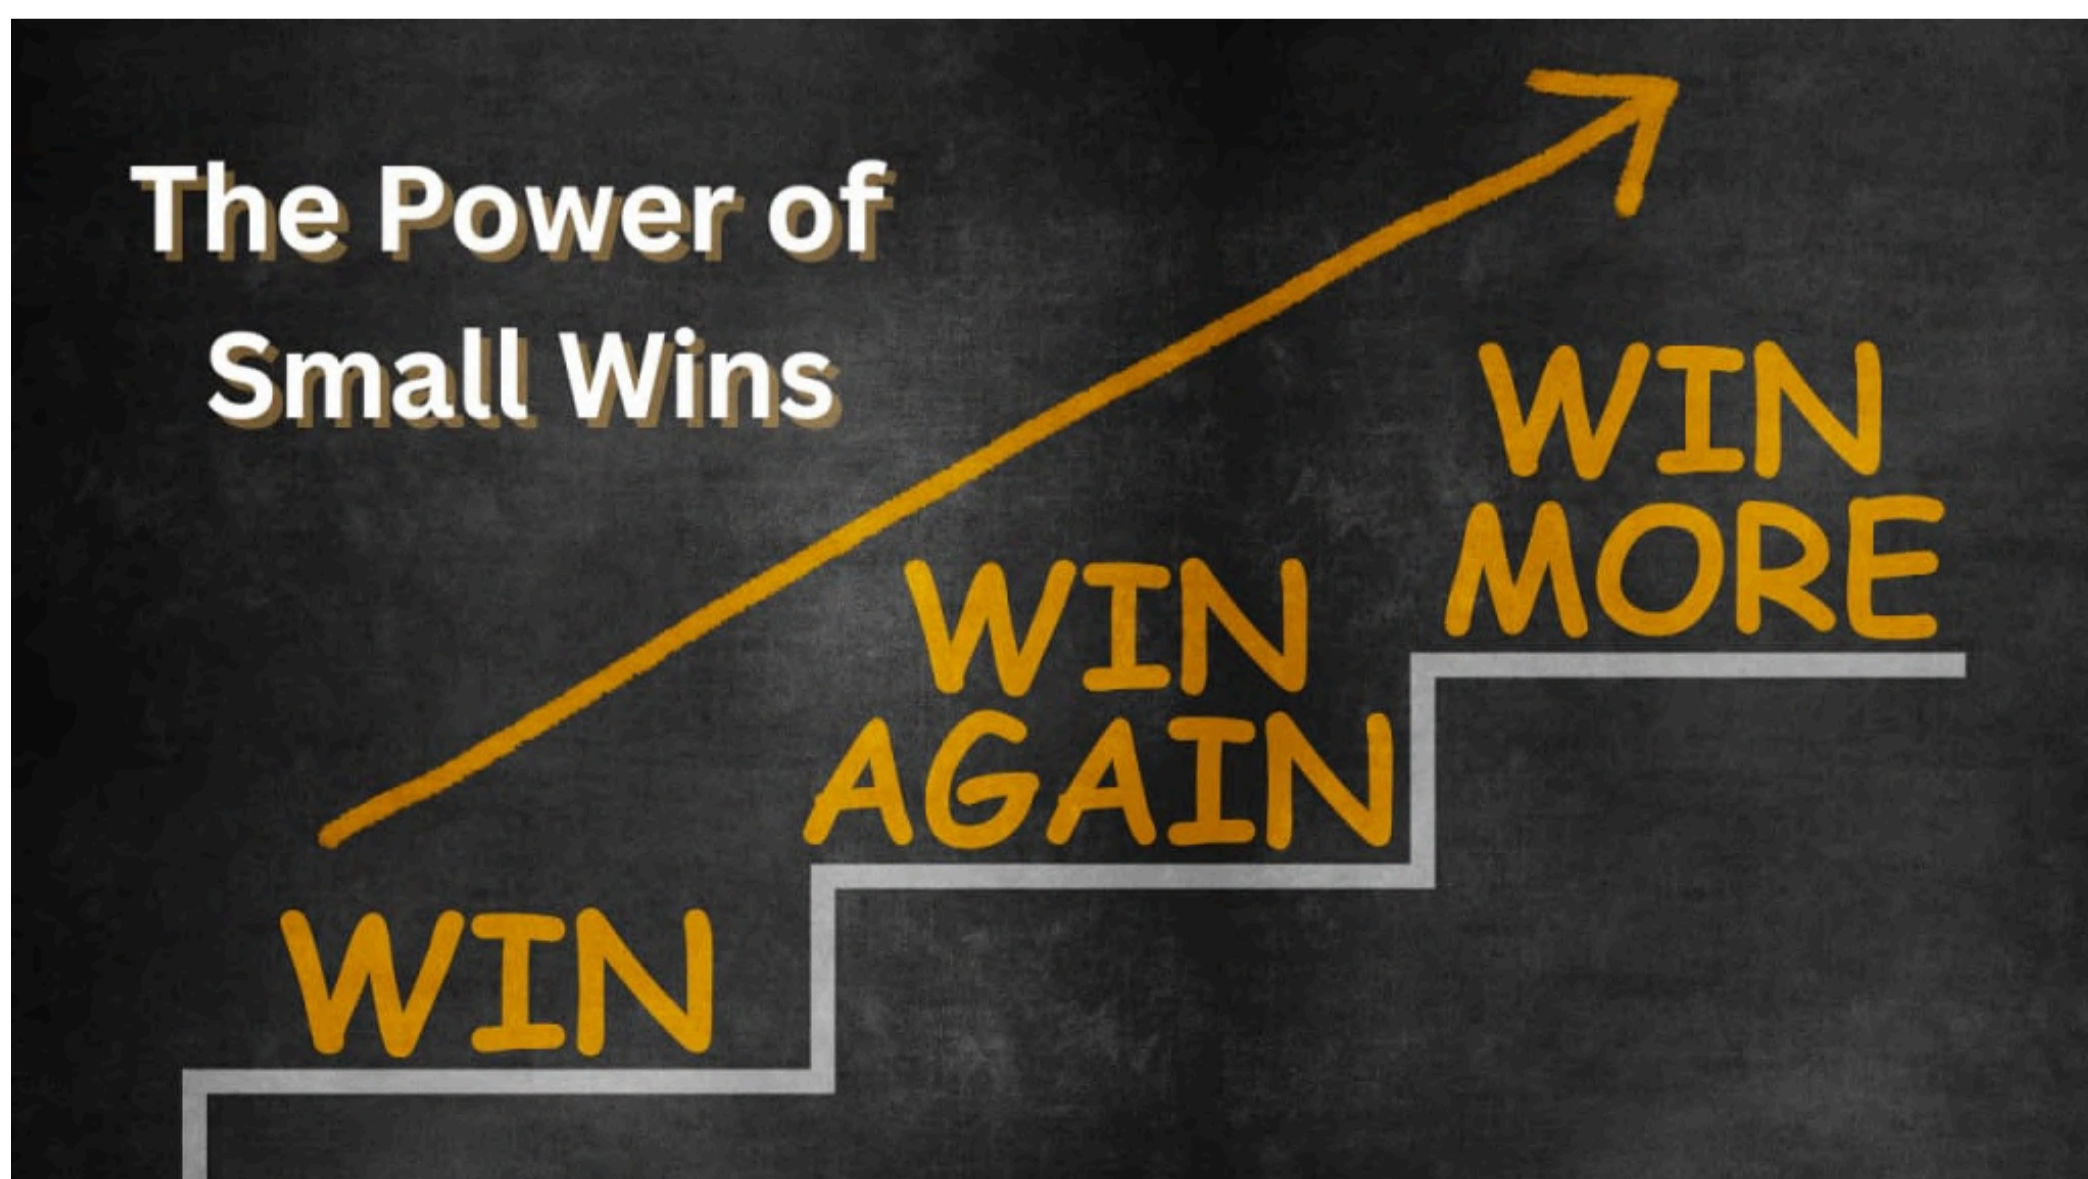 The Power of
Small Wins
WIN
MORE
WIN
AGAIN
WIN